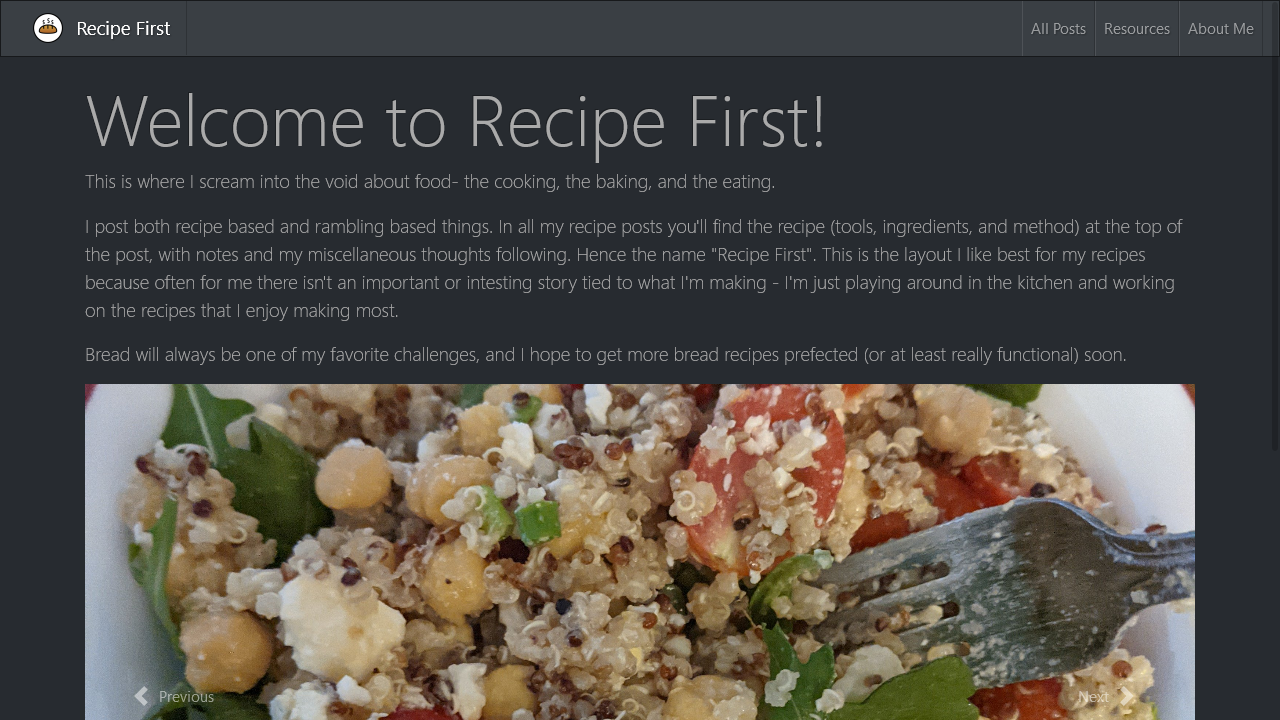 Recipe First
All Posts
Resources
About Me
Welcome to Recipe First!
This is where I scream into the void about food- the cooking, the baking, and the eating.
I post both recipe based and rambling based things. In all my recipe posts you'll find the recipe (tools, ingredients, and method) at the top of
the post, with notes and my miscellaneous thoughts following. Hence the name "Recipe First". This is the layout I like best for my recipes
because often for me there isn't an important or intesting story tied to what I'm making - I'm just playing around in the kitchen and working
on the recipes that I enjoy making most.
Bread will always be one of my favorite challenges, and I hope to get more bread recipes prefected (or at least really functional) soon.
Previous
Next